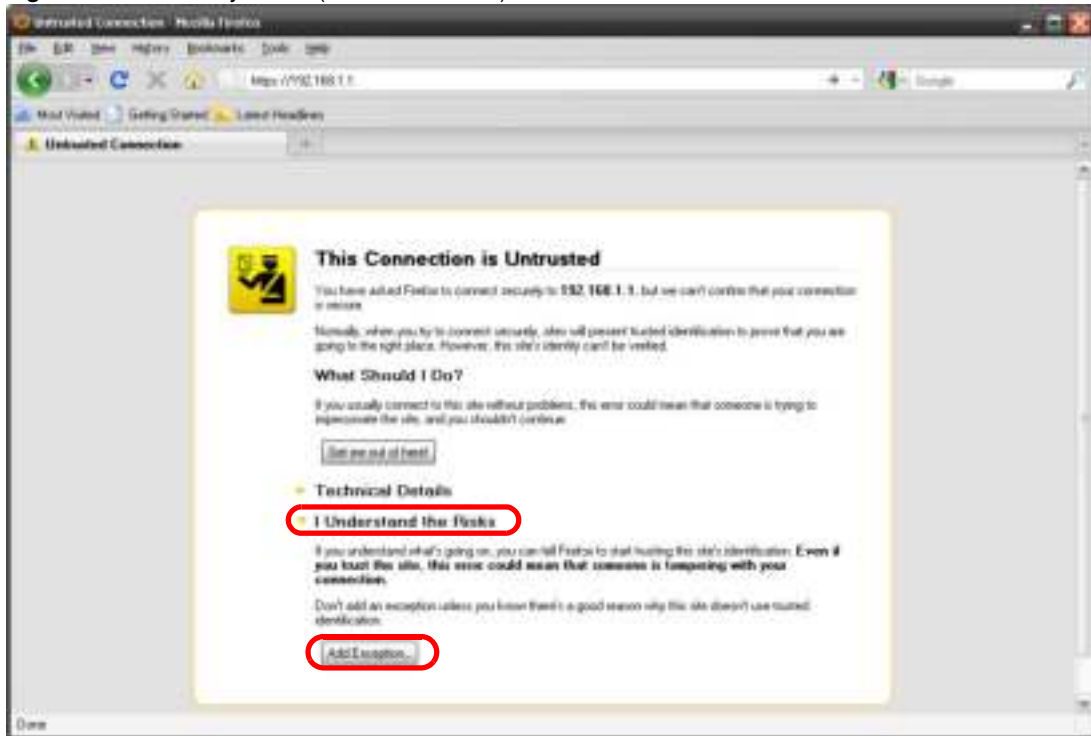 Untrusted Connection - Mozilla Firefox
File Edit View History Bookmarks Tools Help
https://192.168.1.1
Google
Most Visited Getting Started Latest Headlines
Untrusted Connection
This Connection is Untrusted
You have asked Firefox to connect securely to 192.168.1.1, but we can't confirm that your connection
is secure.
Normally, when you try to connect securely, sites will present trusted identification to prove that you are
going to the right place. However, this site's identity can't be verified.
What Should I Do?
If you usually connect to this site without problems, this error could mean that someone is trying to
impersonate the site, and you shouldn't continue.
Get me out of here!
Technical Details
I Understand the Risks
If you understand what's going on, you can tell Firefox to start trusting this site's identification. Even if
you trust the site, this error could mean that someone is tampering with your
connection.
Don't add an exception unless you know there's a good reason why this site doesn't use trusted
identification.
Add Exception...
Done